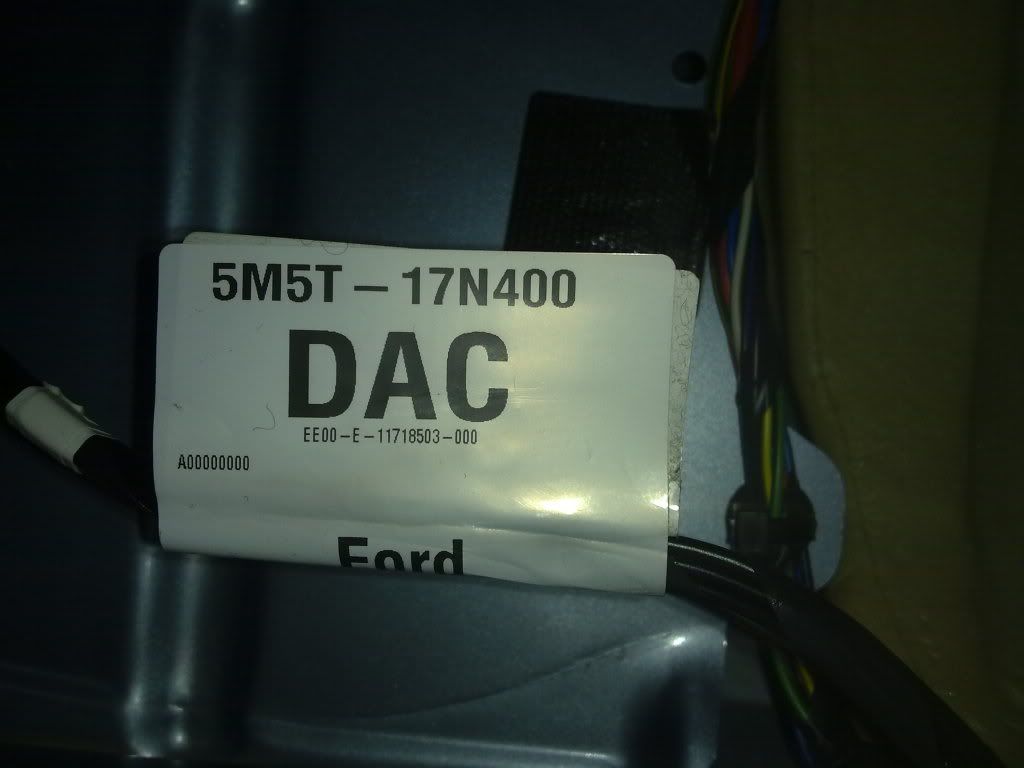 5M5T – 17N400
DAC
EE00-E-11718503-000
A00000000
Ford